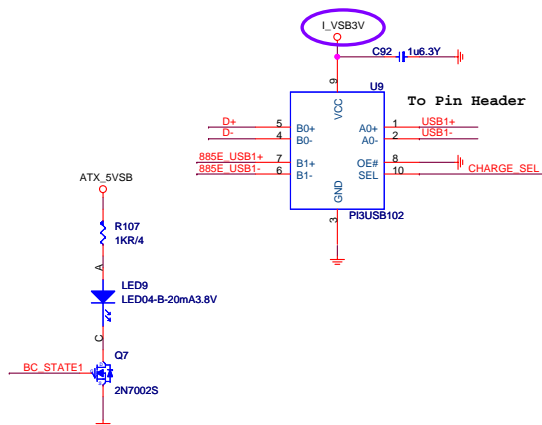 I_VSB3V
C92
1u6.3Y
9
U9
To Pin Header
VCC
D+
5
B0+
A0+
1
USB1+
D-
4
B0-
A0-
2
USB1-
885E_USB1+
7
B1+
OE#
8
885E_USB1-
6
B1-
SEL
10
CHARGE_SEL
GND
3
PI3USB102
ATX_5VSB
R107
1KR/4
A
LED9
LED04-B-20mA3.8V
C
Q7
BC_STATE1
2N7002S